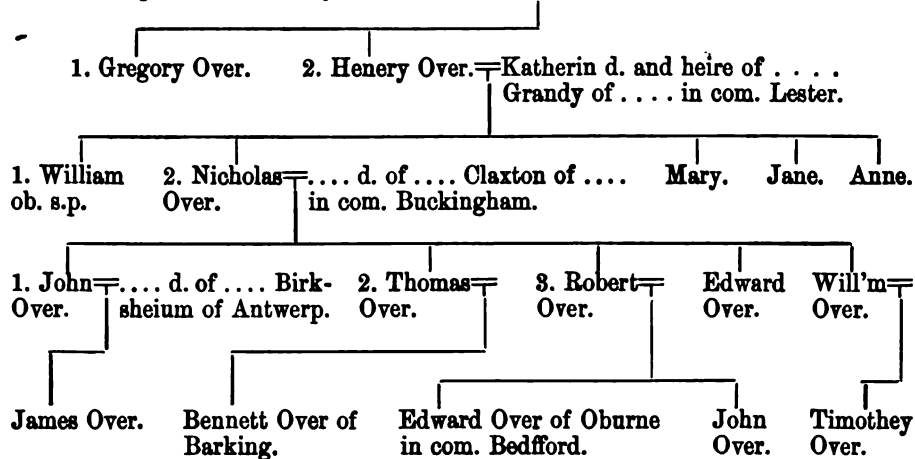 1. Gregory Over. 2. Henery Over.=Katherin d. and heire of . . . .
Grandy of . . . . in com. Lester.
1. William 2. Nicholas=. . . . d. of . . . . Claxton of . . . . Mary. Jane. Anne.
ob. s.p. Over. in com. Buckingham.
1. John=. . . . d. of . . . . Birk- 2. Thomas= 3. Robert= Edward Will'm=
Over. sheium of Antwerp. Over. Over. Over. Over.
James Over. Bennett Over of Edward Over of Oburne John Timothey
Barking. in com. Bedfford. Over. Over.